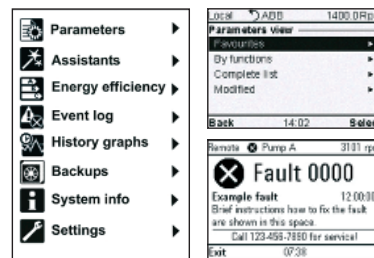 Parameters
Assistants
Energy efficiency
Event log
History graphs
Backups
System info
Settings
Local ABB 1400.0 Rp
Parameters view
Favourites
By functions
Complete list
Modified
Back 14:02 Sele
Remote Pump A 3101 rp
Fault 0000
Example fault 12:00:00
Brief instructions how to fix the fault
are shown in this space.
Call 123-456-7890 for service!
Exit 07:38